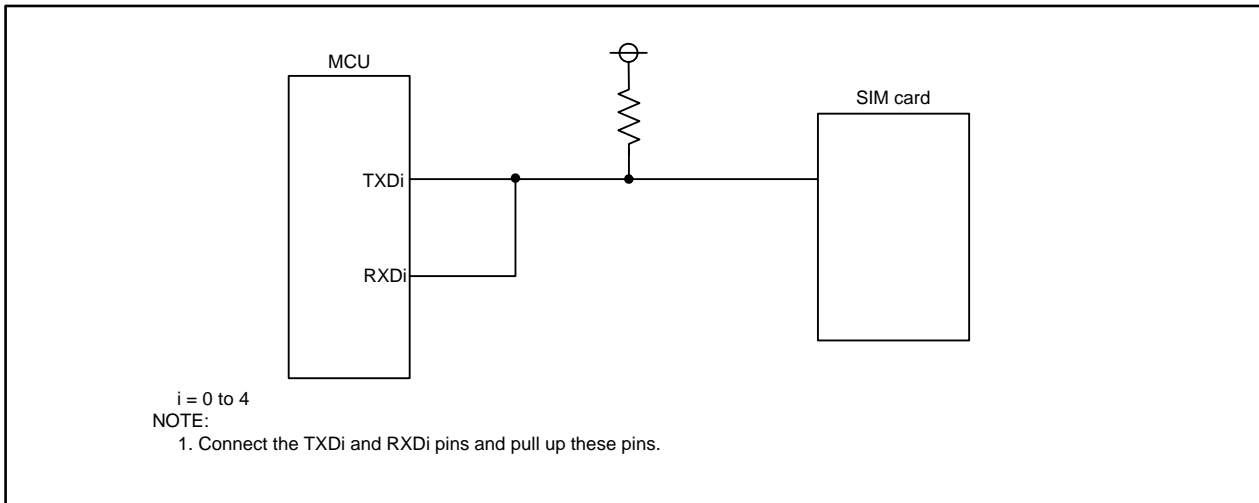 MCU
SIM card
TXDi
RXDi
i = 0 to 4
NOTE:
1. Connect the TXDi and RXDi pins and pull up these pins.